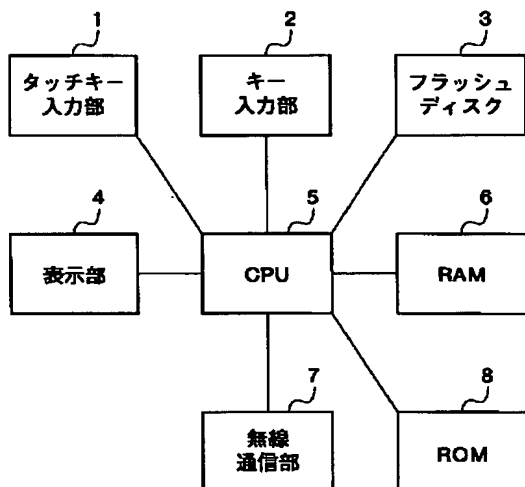 1
2
3
タッチキー
入力部
キー
入力部
フラッシュ
ディスク
4
5
6
表示部
CPU
RAM
7
8
無線
通信部
ROM